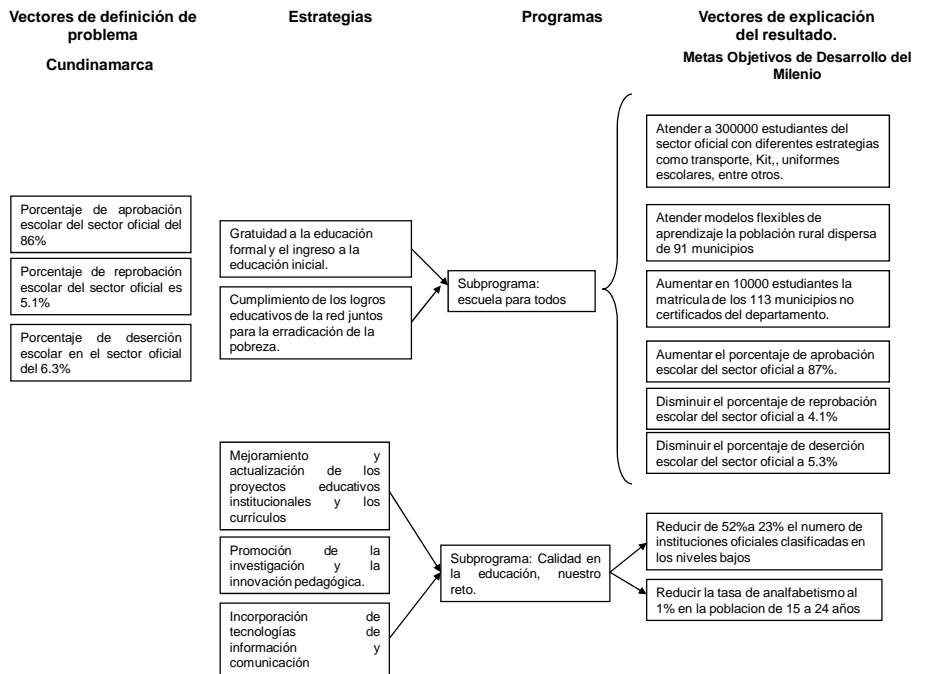 Vectores de definición de
problema
Cundinamarca
Estrategias
Programas
Vectores de explicación
del resultado.
Metas Objetivos de Desarrollo del
Milenio
Porcentaje de aprobación
escolar del sector oficial del
86%
Porcentaje de reprobación
escolar del sector oficial es
5.1%
Porcentaje de deserción
escolar en el sector oficial
del 6.3%
Gratuidad a la educación
formal y el ingreso a la
educación inicial.
Cumplimiento de los logros
educativos de la red juntos
para la erradicación de la
pobreza.
Subprograma:
escuela para todos
Atender a 300000 estudiantes del
sector oficial con diferentes estrategias
como transporte, Kit,, uniformes
escolares, entre otros.
Atender modelos flexibles de
aprendizaje la población rural dispersa
de 91 municipios
Aumentar en 10000 estudiantes la
matricula de los 113 municipios no
certificados del departamento.
Aumentar el porcentaje de aprobación
escolar del sector oficial a 87%.
Disminuir el porcentaje de reprobación
escolar del sector oficial a 4.1%
Disminuir el porcentaje de deserción
escolar del sector oficial a 5.3%
Mejoramiento y
actualización de los
proyectos educativos
institucionales y los
currículos
Promoción de la
investigación y la
innovación pedagógica.
Incorporación de
tecnologías de
información y
comunicación
Subprograma: Calidad en
la educación, nuestro
reto.
Reducir de 52%a 23% el numero de
instituciones oficiales clasificadas en
los niveles bajos
Reducir la tasa de analfabetismo al
1% en la poblacion de 15 a 24 años